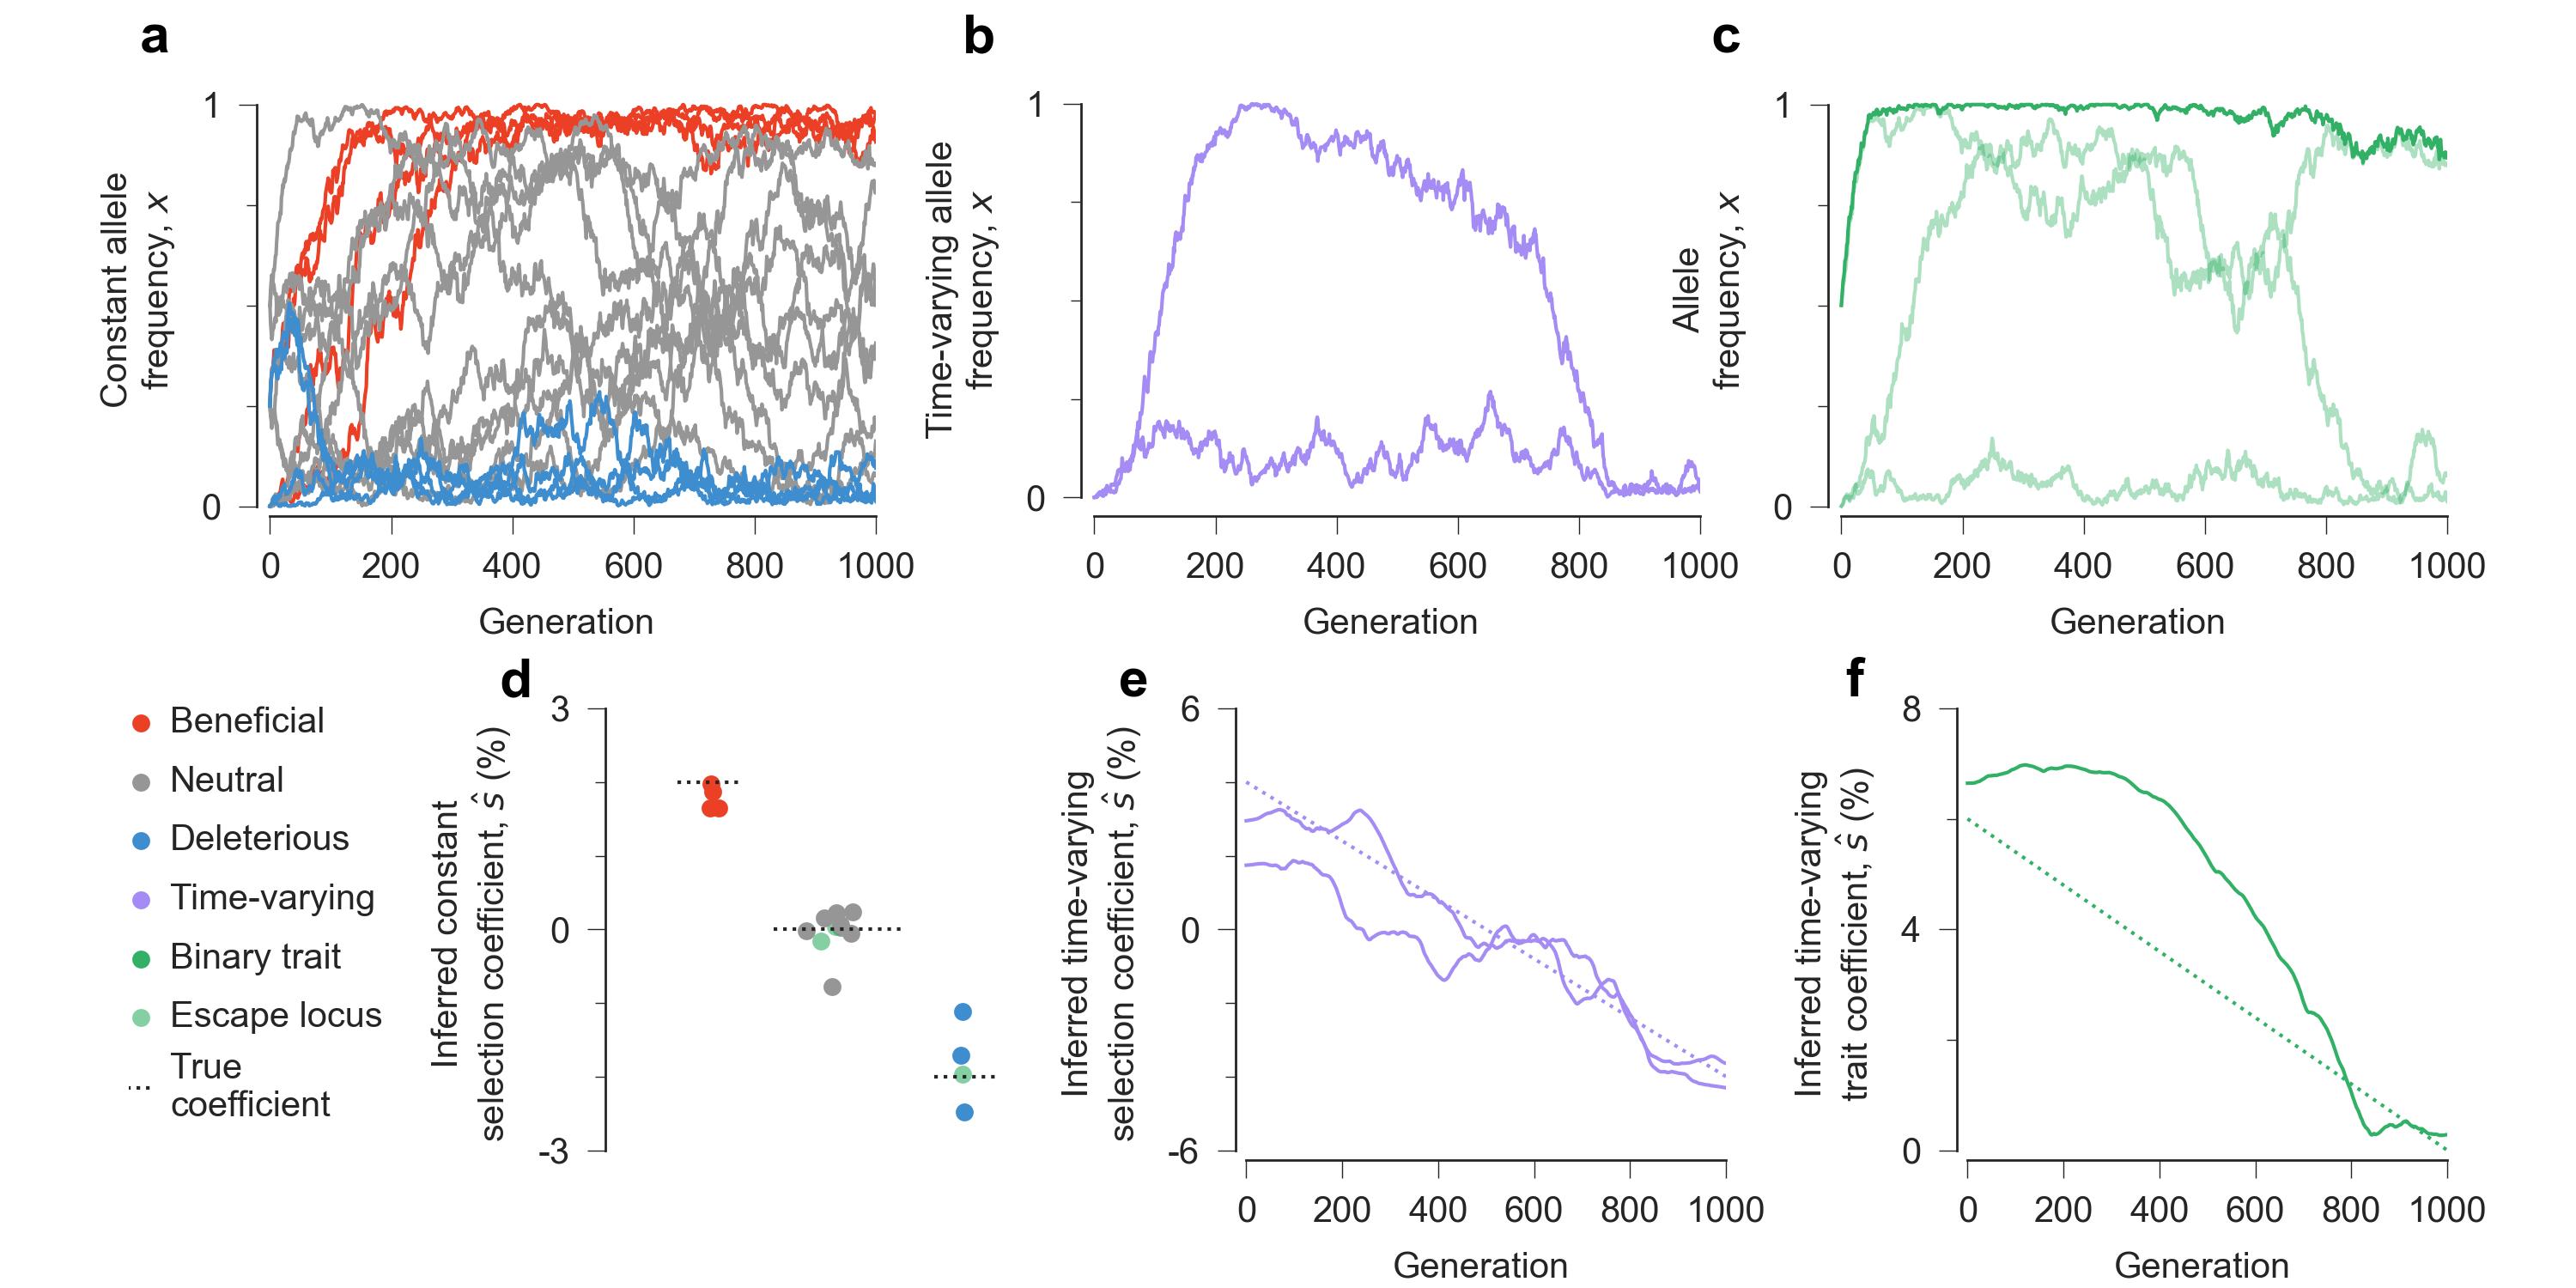 a
1
0
Constant allele
frequency, x
0 200 400 600 800 1000
Generation
b
1
0
Time-varying allele
frequency, x
0 200 400 600 800 1000
Generation
c
1
0
Allele
frequency, x
0 200 400 600 800 1000
Generation
Beneficial
Neutral
Deleterious
Time-varying
Binary trait
Escape locus
True
coefficient
d
3
0
-3
Inferred constant
selection coefficient, ŝ (%)
e
6
0
-6
Inferred time-varying
selection coefficient, ŝ (%)
0 200 400 600 800 1000
Generation
f
8
4
0
Inferred time-varying
trait coefficient, ŝ (%)
0 200 400 600 800 1000
Generation